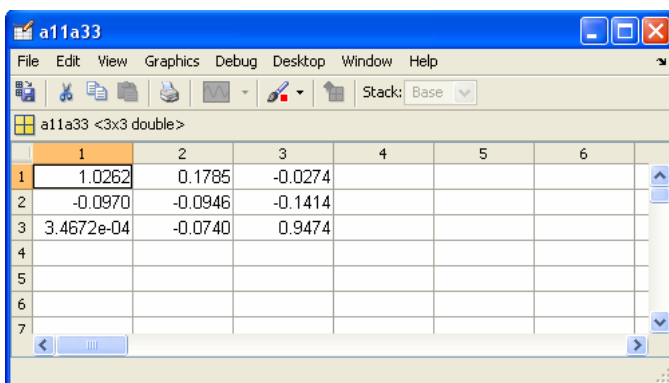 a11a33
File Edit View Graphics Debug Desktop Window Help
Stack: Base
a11a33 <3x3 double>
1 2 3 4 5 6
1 1.0262 0.1785 -0.0274
2 -0.0970 -0.0946 -0.1414
3 3.4672e-04 -0.0740 0.9474
4
5
6
7